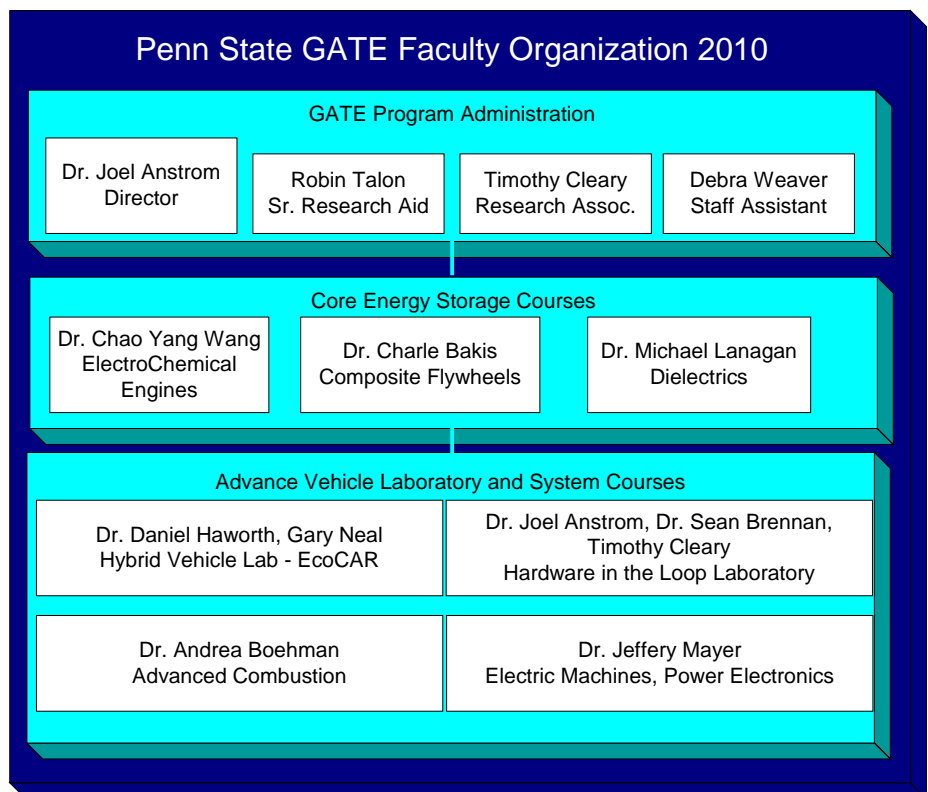 Penn State GATE Faculty Organization 2010
GATE Program Administration
Dr. Joel Anstrom
Director
Robin Talon
Sr. Research Aid
Timothy Cleary
Research Assoc.
Debra Weaver
Staff Assistant
Core Energy Storage Courses
Dr. Chao Yang Wang
ElectroChemical
Engines
Dr. Charle Bakis
Composite Flywheels
Dr. Michael Lanagan
Dielectrics
Advance Vehicle Laboratory and System Courses
Dr. Daniel Haworth, Gary Neal
Hybrid Vehicle Lab - EcoCAR
Dr. Joel Anstrom, Dr. Sean Brennan,
Timothy Cleary
Hardware in the Loop Laboratory
Dr. Andrea Boehman
Advanced Combustion
Dr. Jeffery Mayer
Electric Machines, Power Electronics